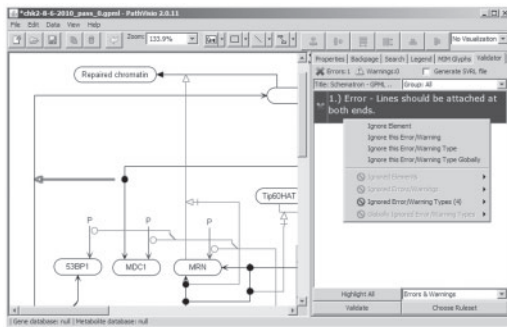 *chk2-8-6-2010_pass_8.gpml - PathVisio 2.0.11
File Edit Data View Help
Zoom: 133.9%
No Visualization
Properties Backpage Search Legend MIM Glyphs Validator
Errors:1 Warnings:0 Generate SVRL file
Title: Schematron - GPML ... Group: All
1.) Error - Lines should be attached at
both ends.
Ignore Element
Ignore this Error/Warning
Ignore this Error/Warning Type
Ignore this Error/Warning Type Globally
Ignored Elements
Ignored Errors/Warnings
Ignored Error/Warning Types (4)
Globally Ignored Error/Warning Types
Repaired chromatin
Tip60HAT
P
P
P
53BP1
MDC1
MRN
Highlight All Errors & Warnings
Validate Choose Ruleset
Gene database: null | Metabolite database: null